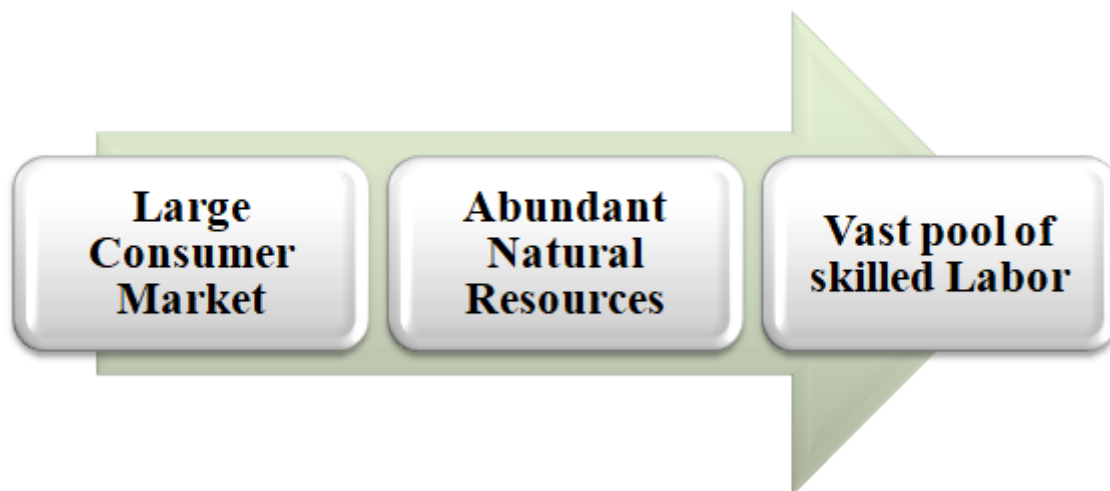 Large
Consumer
Market
Abundant
Natural
Resources
Vast pool of
skilled Labor